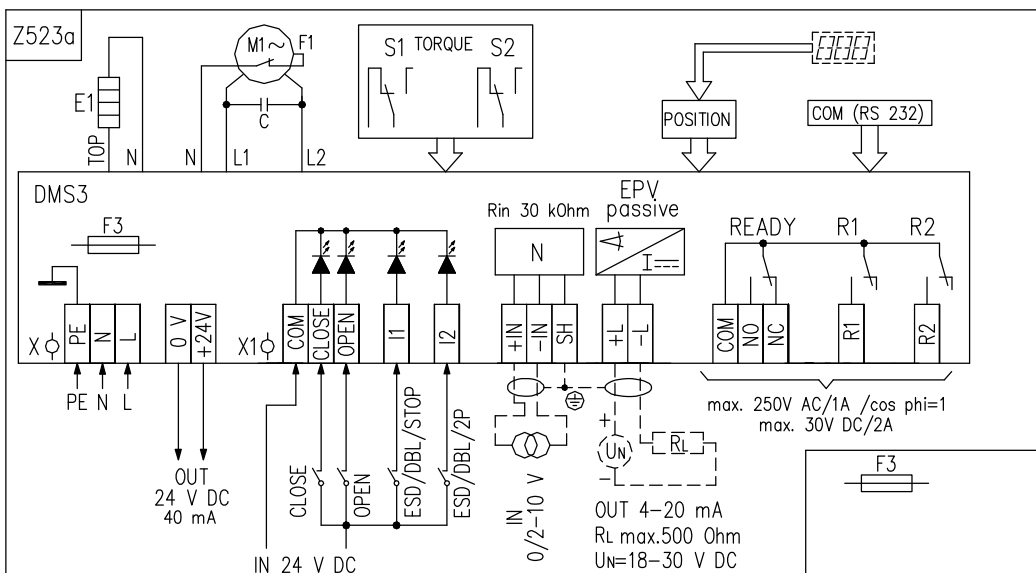 Z523a
E1
TOP
N
M1~
F1
C
N
L1
L2
S1 TORQUE S2
POSITION
COM (RS 232)
DMS3
F3
Rin 30 kOhm
N
EPV
passive
I
READY
R1
R2
X
PE
N
L
0 V
+24V
X1
COM
CLOSE
OPEN
I1
I2
+IN
-IN
SH
+L
-L
COM
NO
NC
R1
R2
PE N L
OUT
24 V DC
40 mA
CLOSE
OPEN
ESD/DBL/STOP
ESD/DBL/2P
IN 24 V DC
IN
0/2-10 V
+
UN
-
RL
OUT 4-20 mA
RL max.500 Ohm
UN=18-30 V DC
max. 250V AC/1A /cos phi=1
max. 30V DC/2A
F3